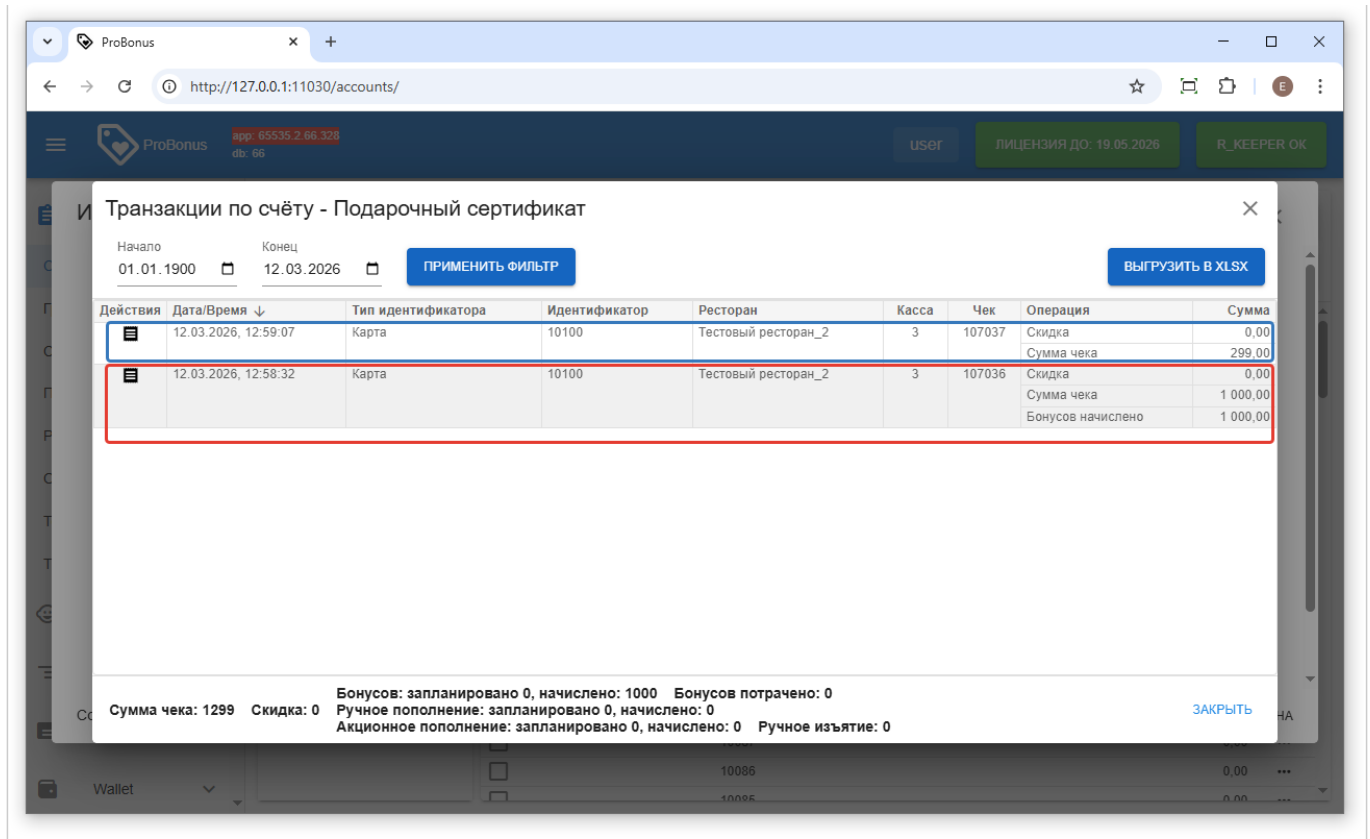 ProBonus
http://127.0.0.1:11030/accounts/
E
ProBonus
app: 65535.2.66.328
db: 66
user
ЛИЦЕНЗИЯ ДО: 19.05.2026
R_KEEPER OK
Транзакции по счёту - Подарочный сертификат
Начало
Конец
01.01.1900
12.03.2026
ПРИМЕНИТЬ ФИЛЬТР
ВЫГРУЗИТЬ В XLSX
Действия Дата/Время Тип идентификатора Идентификатор Ресторан Касса Чек Операция Сумма
12.03.2026, 12:59:07 Карта 10100 Тестовый ресторан_2 3 107037 Скидка 0,00
Сумма чека 299,00
12.03.2026, 12:58:32 Карта 10100 Тестовый ресторан_2 3 107036 Скидка 0,00
Сумма чека 1 000,00
Бонусов начислено 1 000,00
Бонусов: запланировано 0, начислено: 1000 Бонусов потрачено: 0
Сумма чека: 1299 Скидка: 0 Ручное пополнение: запланировано 0, начислено: 0
Акционное пополнение: запланировано 0, начислено: 0 Ручное изъятие: 0
ЗАКРЫТЬ
10086
0,00
Wallet